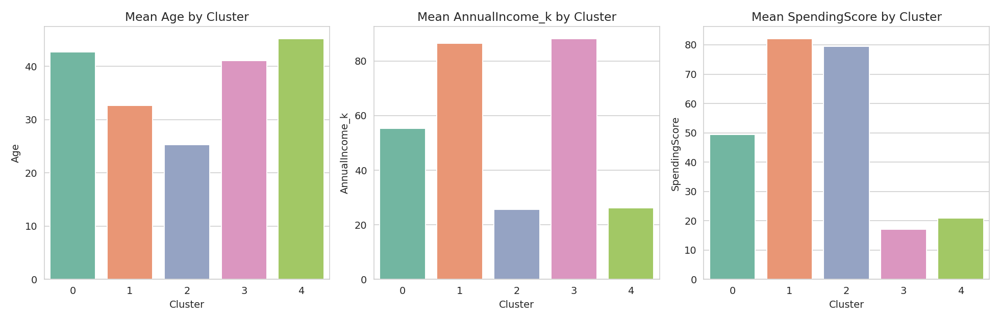 Mean Age by Cluster
Age
40
30
20
10
0
0 1 2 3 4
Cluster
Mean AnnualIncome_k by Cluster
AnnualIncome_k
80
60
40
20
0
0 1 2 3 4
Cluster
Mean SpendingScore by Cluster
SpendingScore
80
70
60
50
40
30
20
10
0
0 1 2 3 4
Cluster